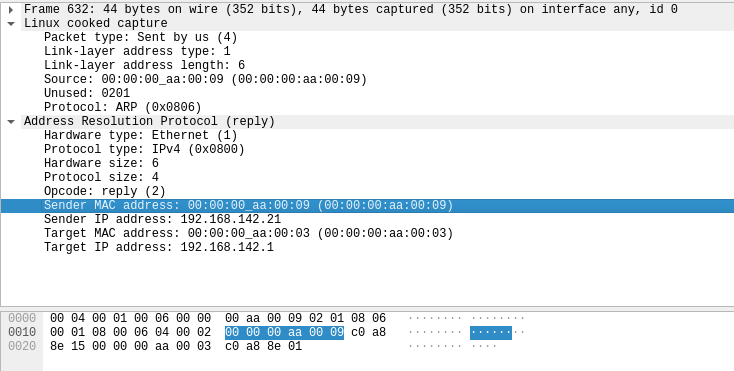 Frame 632: 44 bytes on wire (352 bits), 44 bytes captured (352 bits) on interface any, id 0
Linux cooked capture
Packet type: Sent by us (4)
Link-layer address type: 1
Link-layer address length: 6
Source: 00:00:00_aa:00:09 (00:00:00:aa:00:09)
Unused: 0201
Protocol: ARP (0x0806)
Address Resolution Protocol (reply)
Hardware type: Ethernet (1)
Protocol type: IPv4 (0x0800)
Hardware size: 6
Protocol size: 4
Opcode: reply (2)
Sender MAC address: 00:00:00_aa:00:09 (00:00:00:aa:00:09)
Sender IP address: 192.168.142.21
Target MAC address: 00:00:00_aa:00:03 (00:00:00:aa:00:03)
Target IP address: 192.168.142.1
0000 00 04 00 01 00 06 00 00 00 aa 00 09 02 01 08 06 ········ ········
0010 00 01 08 00 06 04 00 02 00 00 00 aa 00 09 c0 a8 ········ ········
0020 8e 15 00 00 00 aa 00 03 c0 a8 8e 01 ········ ····